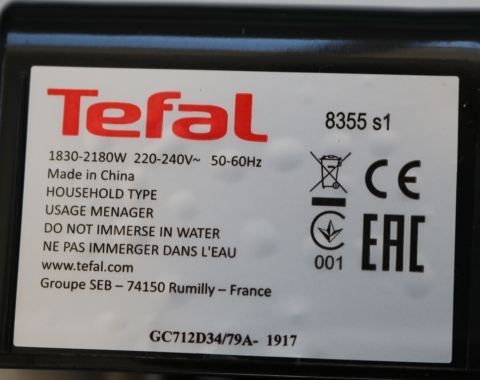 Tefal
8355 s1
1830-2180W 220-240V~ 50-60Hz
Made in China
HOUSEHOLD TYPE
USAGE MENAGER
DO NOT IMMERSE IN WATER
NE PAS IMMERGER DANS L'EAU
www.tefal.com
Groupe SEB – 74150 Rumilly – France
CE
001
EAC
GC712D34/79A- 1917